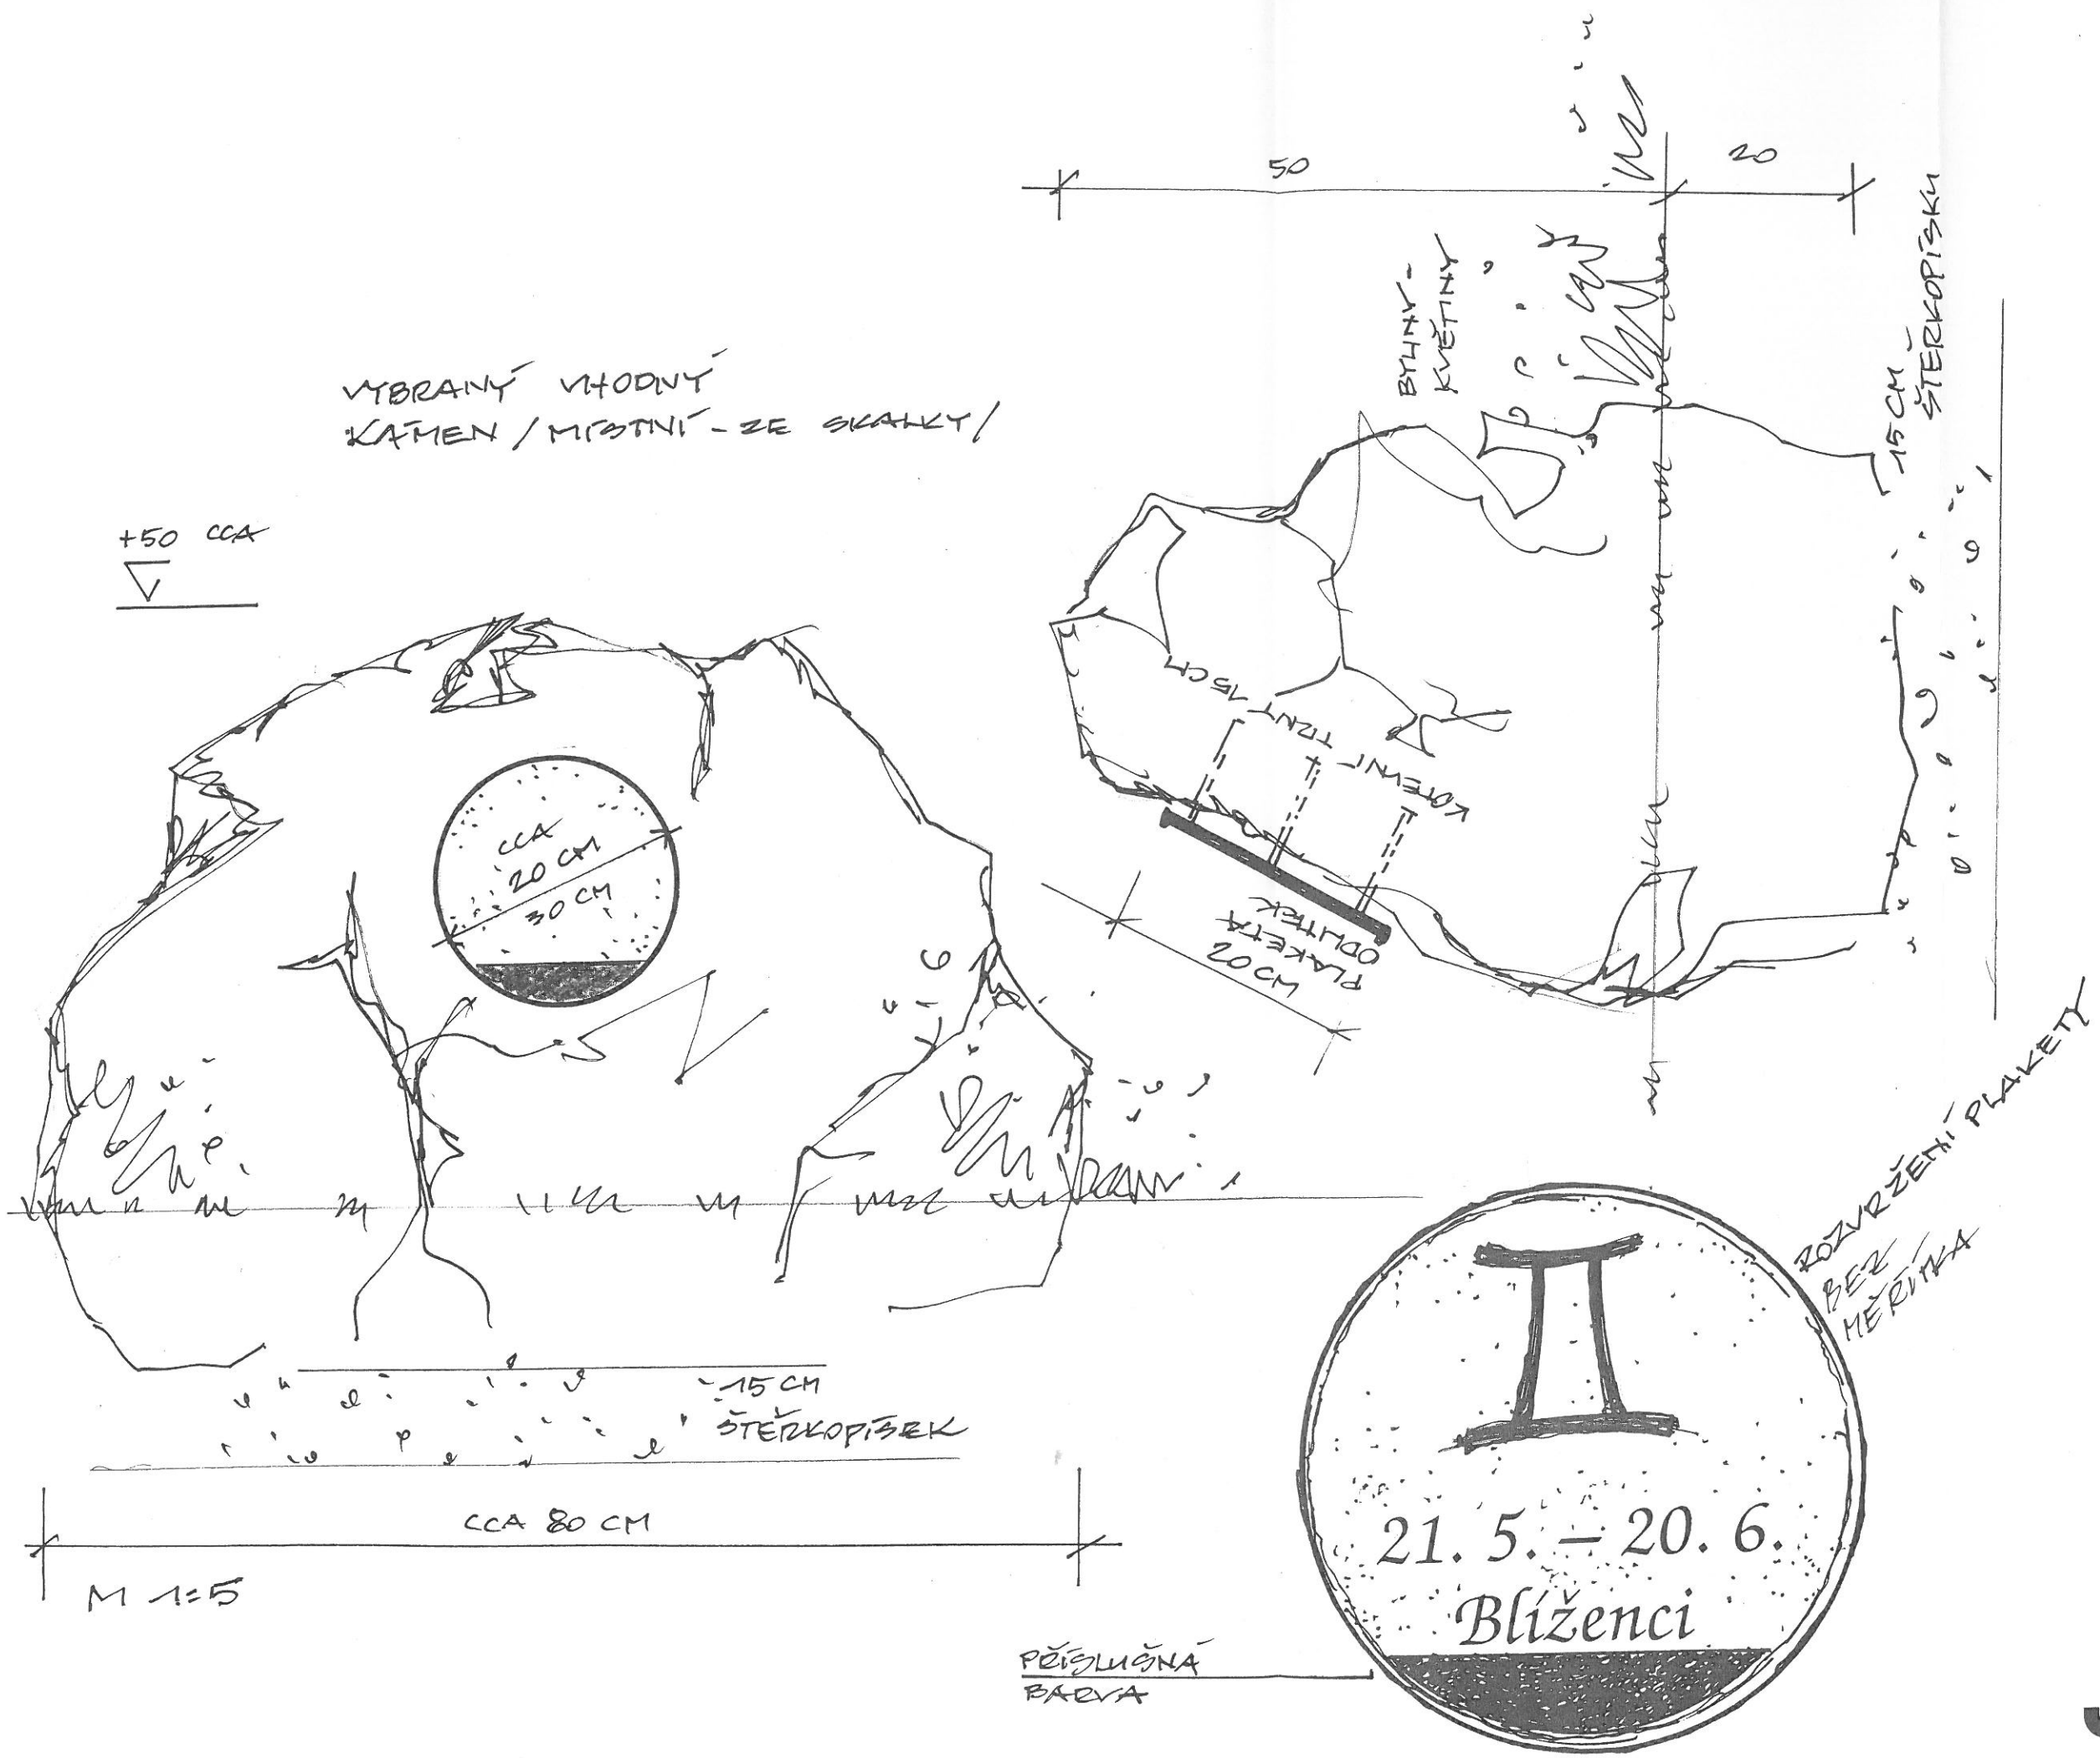 VYBRANÝ VHODNÝ
KÁMEN / MÍSTNÍ - ZE SKALKY /
+50 CCA
CCA
20 CM
30 CM
15 CM
ŠTĚRKOPÍSEK
CCA 80 CM
M 1:5
50
20
BYLINY -
KVĚTINY
15 CM
ŠTĚRKOPÍSKU
KOTEVNÍ TRNY 15 CM
ODLITEK
PLAKETA
20 CM
ROZVRŽENÍ PLAKETY
BEZ
MĚŘÍTKA
21. 5. – 20. 6.
Blíženci
PŘÍSLUŠNÁ
BARVA